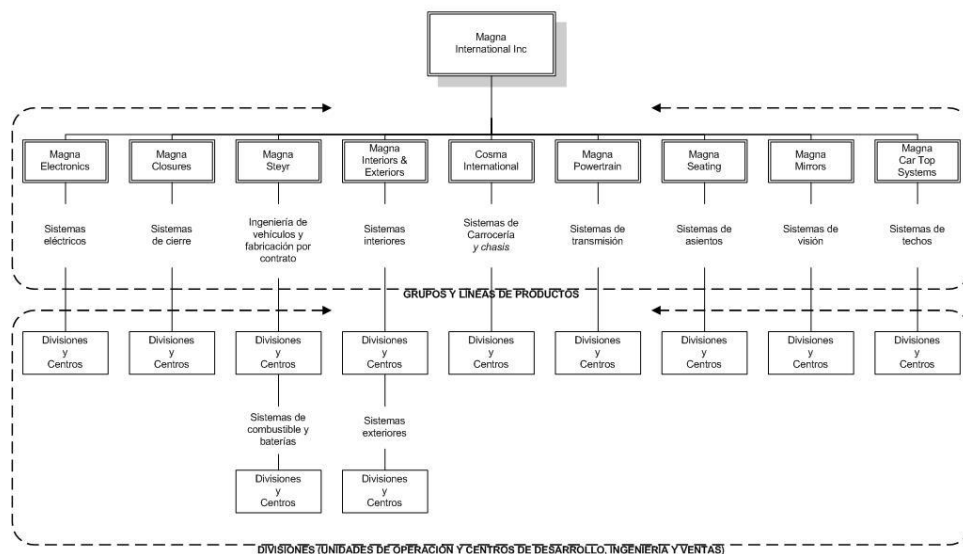 Magna
International Inc
Magna
Electronics
Magna
Closures
Magna
Steyr
Magna
Interiors &
Exteriors
Cosma
International
Magna
Powertrain
Magna
Seating
Magna
Mirrors
Magna
Car Top
Systems
Sistemas
eléctricos
Sistemas
de cierre
Ingeniería de
vehículos y
fabricación por
contrato
Sistemas
interiores
Sistemas de
Carrocería
y chasis
Sistemas de
transmisión
Sistemas de
asientos
Sistemas de
visión
Sistemas de
techos
GRUPOS Y LÍNEAS DE PRODUCTOS
Divisiones
y
Centros
Divisiones
y
Centros
Divisiones
y
Centros
Divisiones
y
Centros
Divisiones
y
Centros
Divisiones
y
Centros
Divisiones
y
Centros
Divisiones
y
Centros
Divisiones
y
Centros
Sistemas de
combustible y
baterías
Sistemas
exteriores
Divisiones
y
Centros
Divisiones
y
Centros
DIVISIONES (UNIDADES DE OPERACIÓN Y CENTROS DE DESARROLLO, INGENIERIA Y VENTAS)